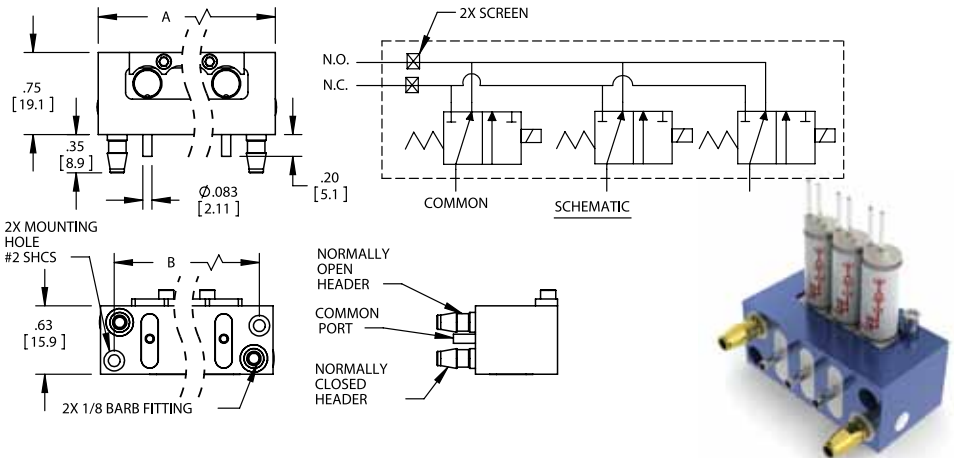 A
.75
[19.1]
.35
[8.9]
.20
[5.1]
Ø.083
[2.11]
2X SCREEN
N.O.
N.C.
COMMON
SCHEMATIC
2X MOUNTING
HOLE
#2 SHCS
B
.63
[15.9]
2X 1/8 BARB FITTING
NORMALLY
OPEN
HEADER
COMMON
PORT
NORMALLY
CLOSED
HEADER